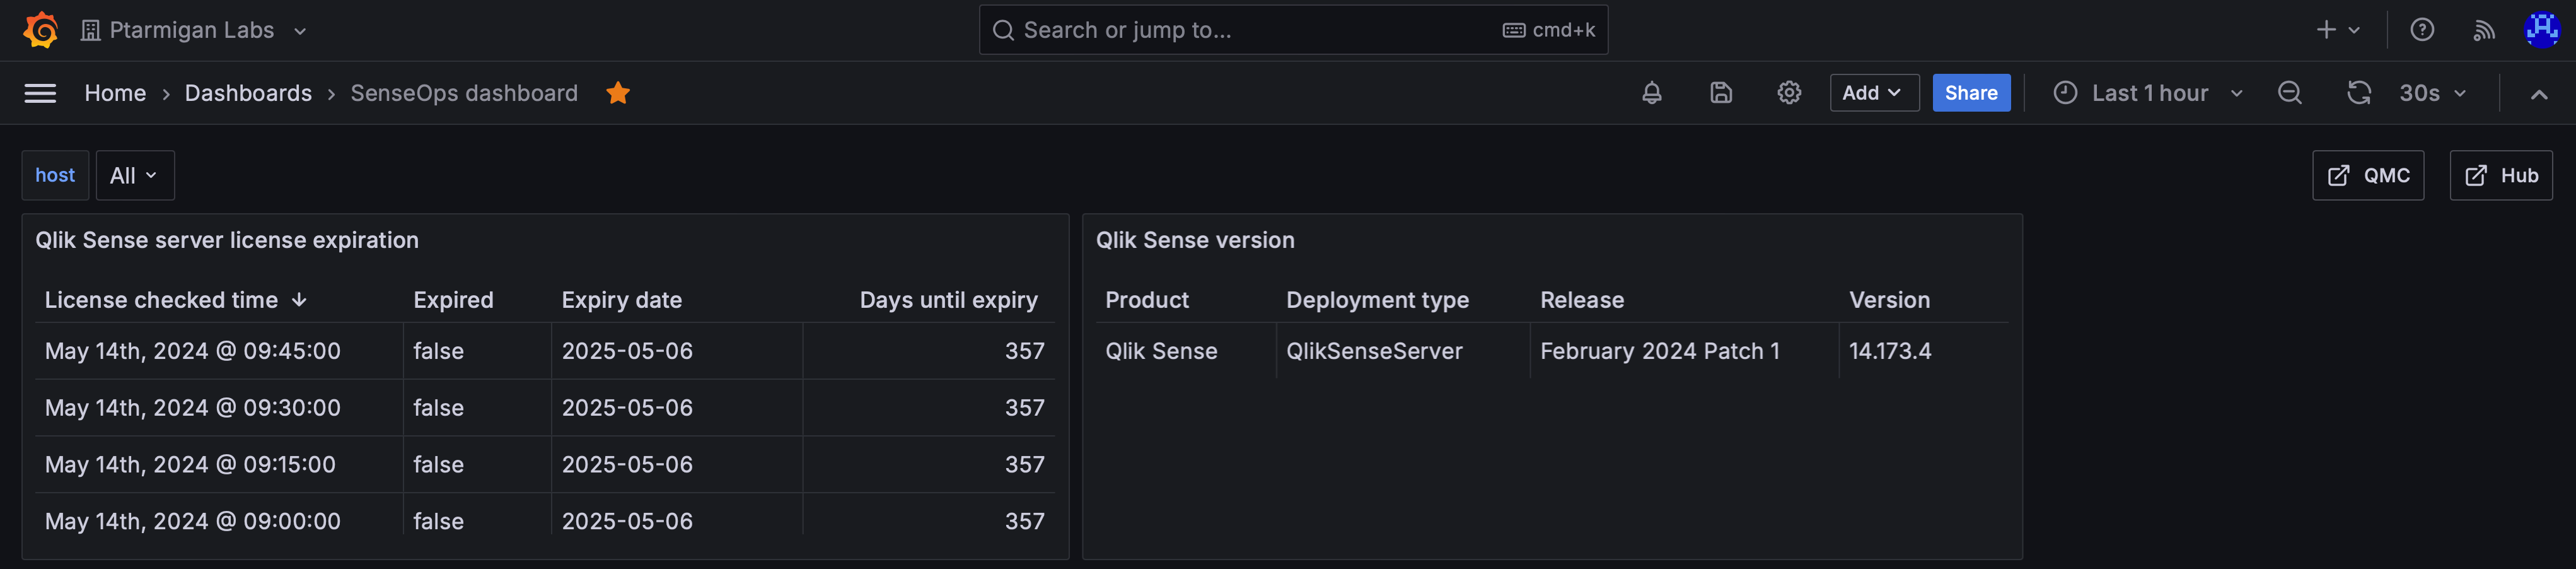 Ptarmigan Labs
Search or jump to...
cmd+k
Home › Dashboards › SenseOps dashboard
Add
Share
Last 1 hour
30s
host
All
QMC
Hub
Qlik Sense server license expiration
License checked time Expired Expiry date Days until expiry
May 14th, 2024 @ 09:45:00 false 2025-05-06 357
May 14th, 2024 @ 09:30:00 false 2025-05-06 357
May 14th, 2024 @ 09:15:00 false 2025-05-06 357
May 14th, 2024 @ 09:00:00 false 2025-05-06 357
Qlik Sense version
Product Deployment type Release Version
Qlik Sense QlikSenseServer February 2024 Patch 1 14.173.4